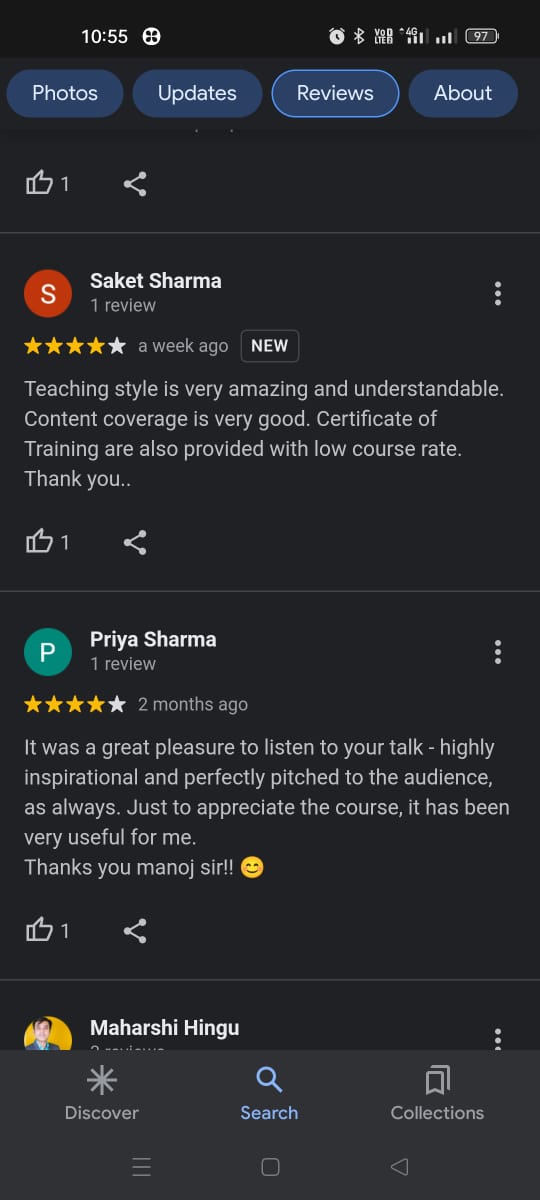 10:55
VoD LTE2 4G 97
Photos Updates Reviews About
1
S Saket Sharma
1 review
a week ago NEW
Teaching style is very amazing and understandable.
Content coverage is very good. Certificate of
Training are also provided with low course rate.
Thank you..
1
P Priya Sharma
1 review
2 months ago
It was a great pleasure to listen to your talk - highly
inspirational and perfectly pitched to the audience,
as always. Just to appreciate the course, it has been
very useful for me.
Thanks you manoj sir!! 😊
1
Maharshi Hingu
Discover Search Collections